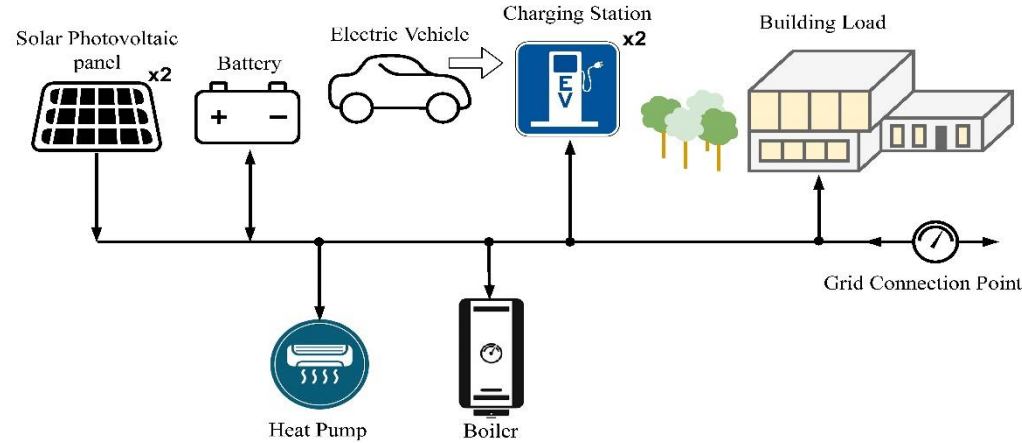 Solar Photovoltaic
panel
x2
Battery
Electric Vehicle
Charging Station
x2
E
V
Building Load
Grid Connection Point
Heat Pump
Boiler